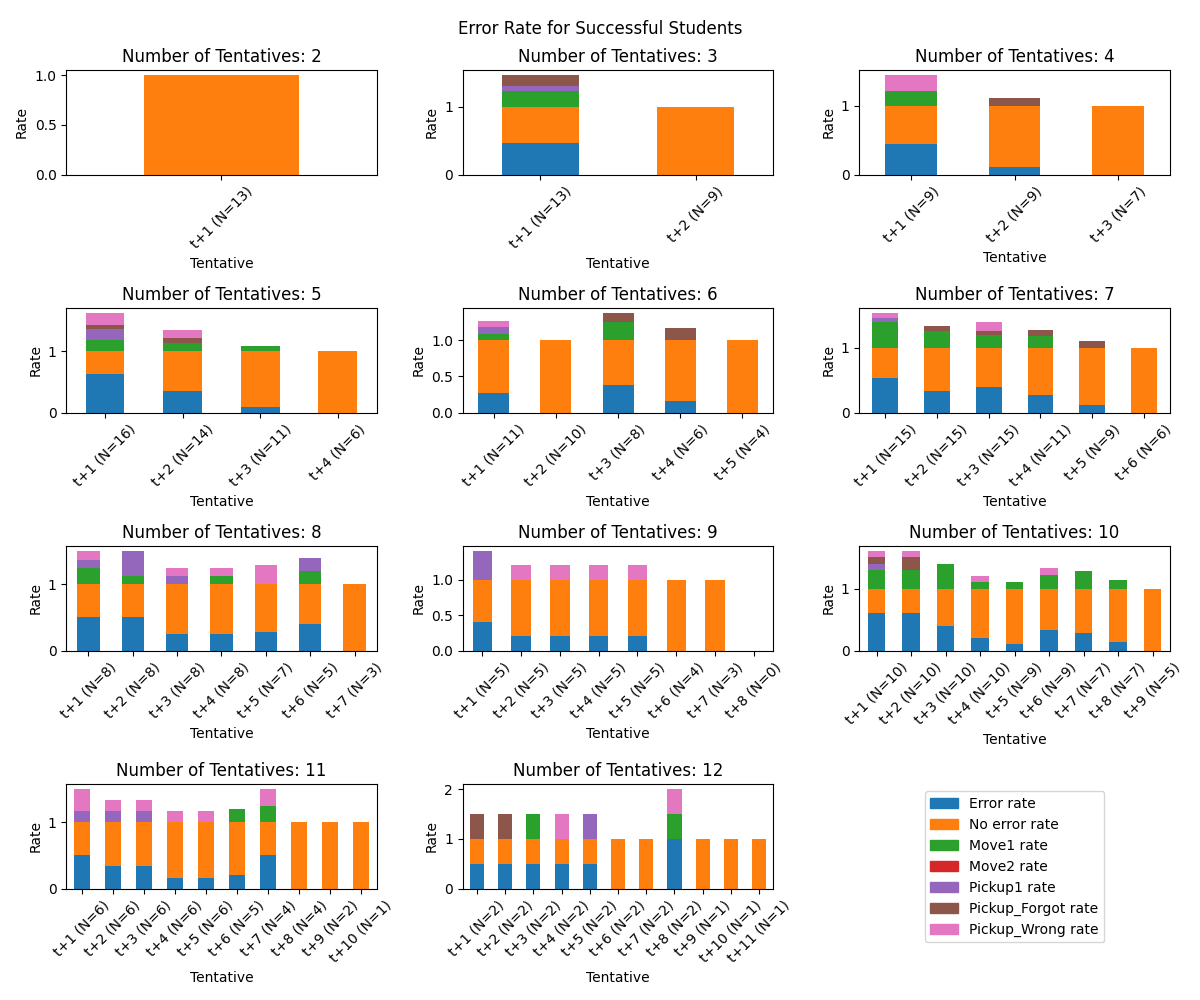 Error Rate for Successful Students
Number of Tentatives: 2
Rate
1.0
0.5
0.0
t+1 (N=13)
Tentative
Number of Tentatives: 3
Rate
1
0
t+1 (N=13)
t+2 (N=9)
Tentative
Number of Tentatives: 4
Rate
1
0
t+1 (N=9)
t+2 (N=9)
t+3 (N=7)
Tentative
Number of Tentatives: 5
Rate
1
0
t+1 (N=16)
t+2 (N=14)
t+3 (N=11)
t+4 (N=6)
Tentative
Number of Tentatives: 6
Rate
1.0
0.5
0.0
t+1 (N=11)
t+2 (N=10)
t+3 (N=8)
t+4 (N=6)
t+5 (N=4)
Tentative
Number of Tentatives: 7
Rate
1
0
t+1 (N=15)
t+2 (N=15)
t+3 (N=15)
t+4 (N=11)
t+5 (N=9)
t+6 (N=6)
Tentative
Number of Tentatives: 8
Rate
1
0
t+1 (N=8)
t+2 (N=8)
t+3 (N=8)
t+4 (N=8)
t+5 (N=7)
t+6 (N=5)
t+7 (N=3)
Tentative
Number of Tentatives: 9
Rate
1.0
0.5
0.0
t+1 (N=5)
t+2 (N=5)
t+3 (N=5)
t+4 (N=5)
t+5 (N=5)
t+6 (N=4)
t+7 (N=3)
t+8 (N=0)
Tentative
Number of Tentatives: 10
Rate
1
0
t+1 (N=10)
t+2 (N=10)
t+3 (N=10)
t+4 (N=10)
t+5 (N=9)
t+6 (N=9)
t+7 (N=7)
t+8 (N=7)
t+9 (N=5)
Tentative
Number of Tentatives: 11
Rate
1
0
t+1 (N=6)
t+2 (N=6)
t+3 (N=6)
t+4 (N=6)
t+5 (N=6)
t+6 (N=5)
t+7 (N=4)
t+8 (N=4)
t+9 (N=2)
t+10 (N=1)
Tentative
Number of Tentatives: 12
Rate
2
1
0
t+1 (N=2)
t+2 (N=2)
t+3 (N=2)
t+4 (N=2)
t+5 (N=2)
t+6 (N=2)
t+7 (N=2)
t+8 (N=2)
t+9 (N=1)
t+10 (N=1)
t+11 (N=1)
Tentative
Error rate
No error rate
Move1 rate
Move2 rate
Pickup1 rate
Pickup_Forgot rate
Pickup_Wrong rate